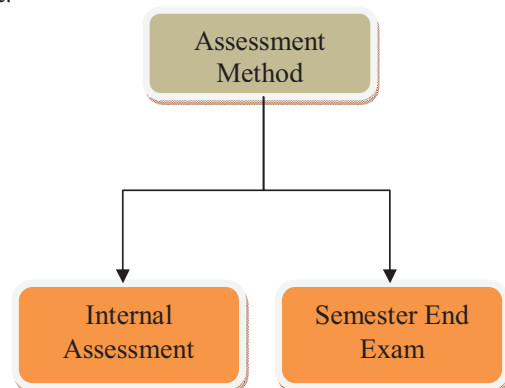 Assessment
Method
Internal
Assessment
Semester End
Exam